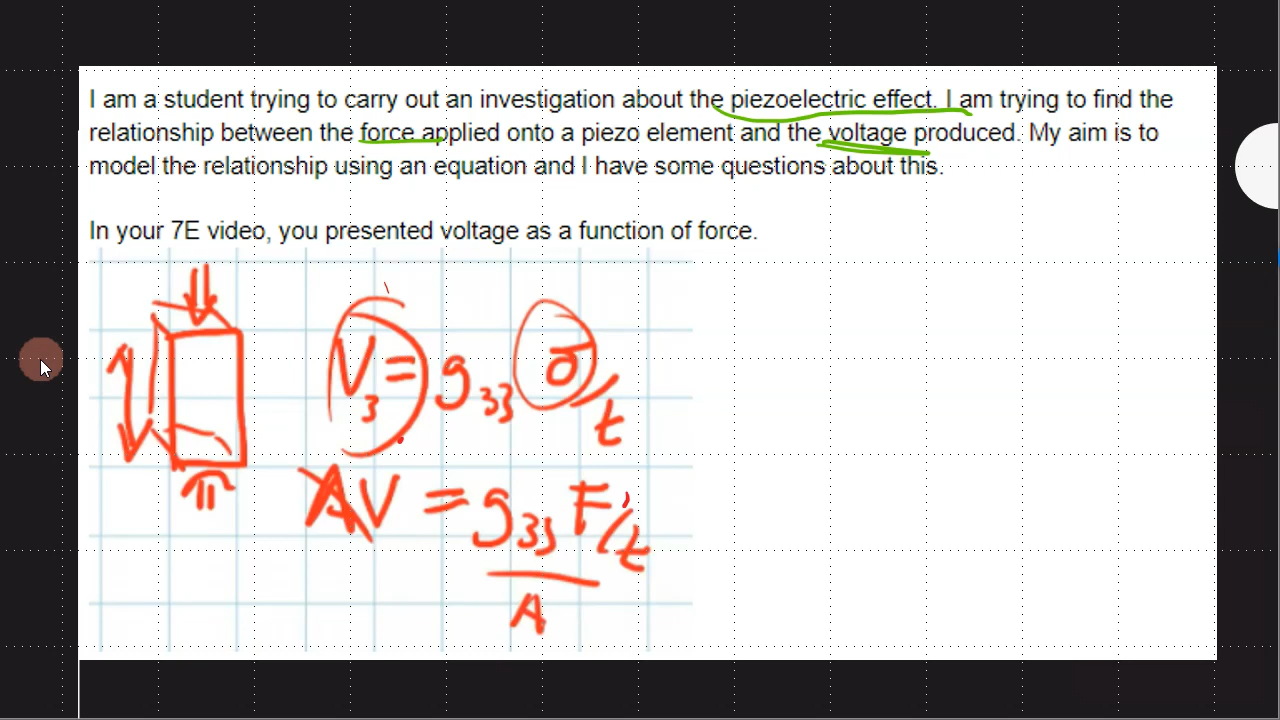 I am a student trying to carry out an investigation about the piezoelectric effect. I am trying to find the
relationship between the force applied onto a piezo element and the voltage produced. My aim is to
model the relationship using an equation and I have some questions about this.
In your 7E video, you presented voltage as a function of force.
V₃ = g₃₃ σ/t
V = g₃₃ F/t
A